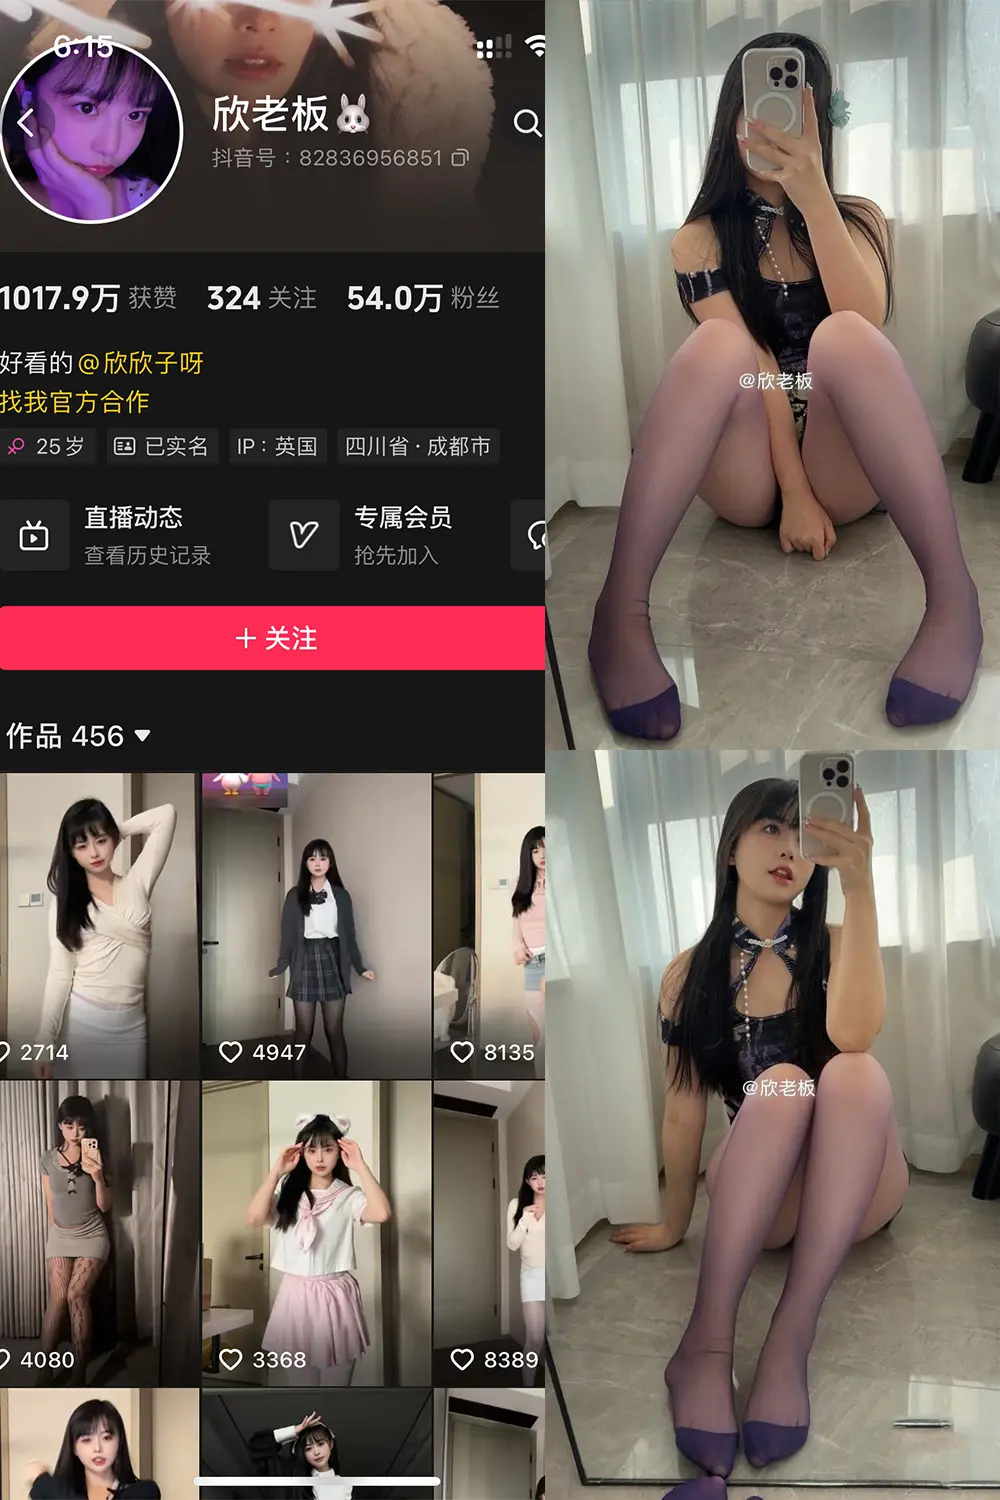 6:15
欣老板🐰
抖音号：82836956851
1017.9万 获赞 324 关注 54.0万 粉丝
好看的@欣欣子呀
找我官方合作
25岁 已实名 IP：英国 四川省·成都市
直播动态 专属会员
查看历史记录 抢先加入
＋关注
作品 456
2714 4947 8135
4080 3368 8389
@欣老板
@欣老板